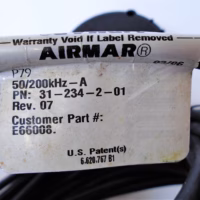 Warranty Void If Label Removed
AIRMAR®
P79
50/200kHz-A
PN: 31-234-2-01
Rev. 07
Customer Part #:
E66008.
U.S. Patent(s)
6.620.767 B1